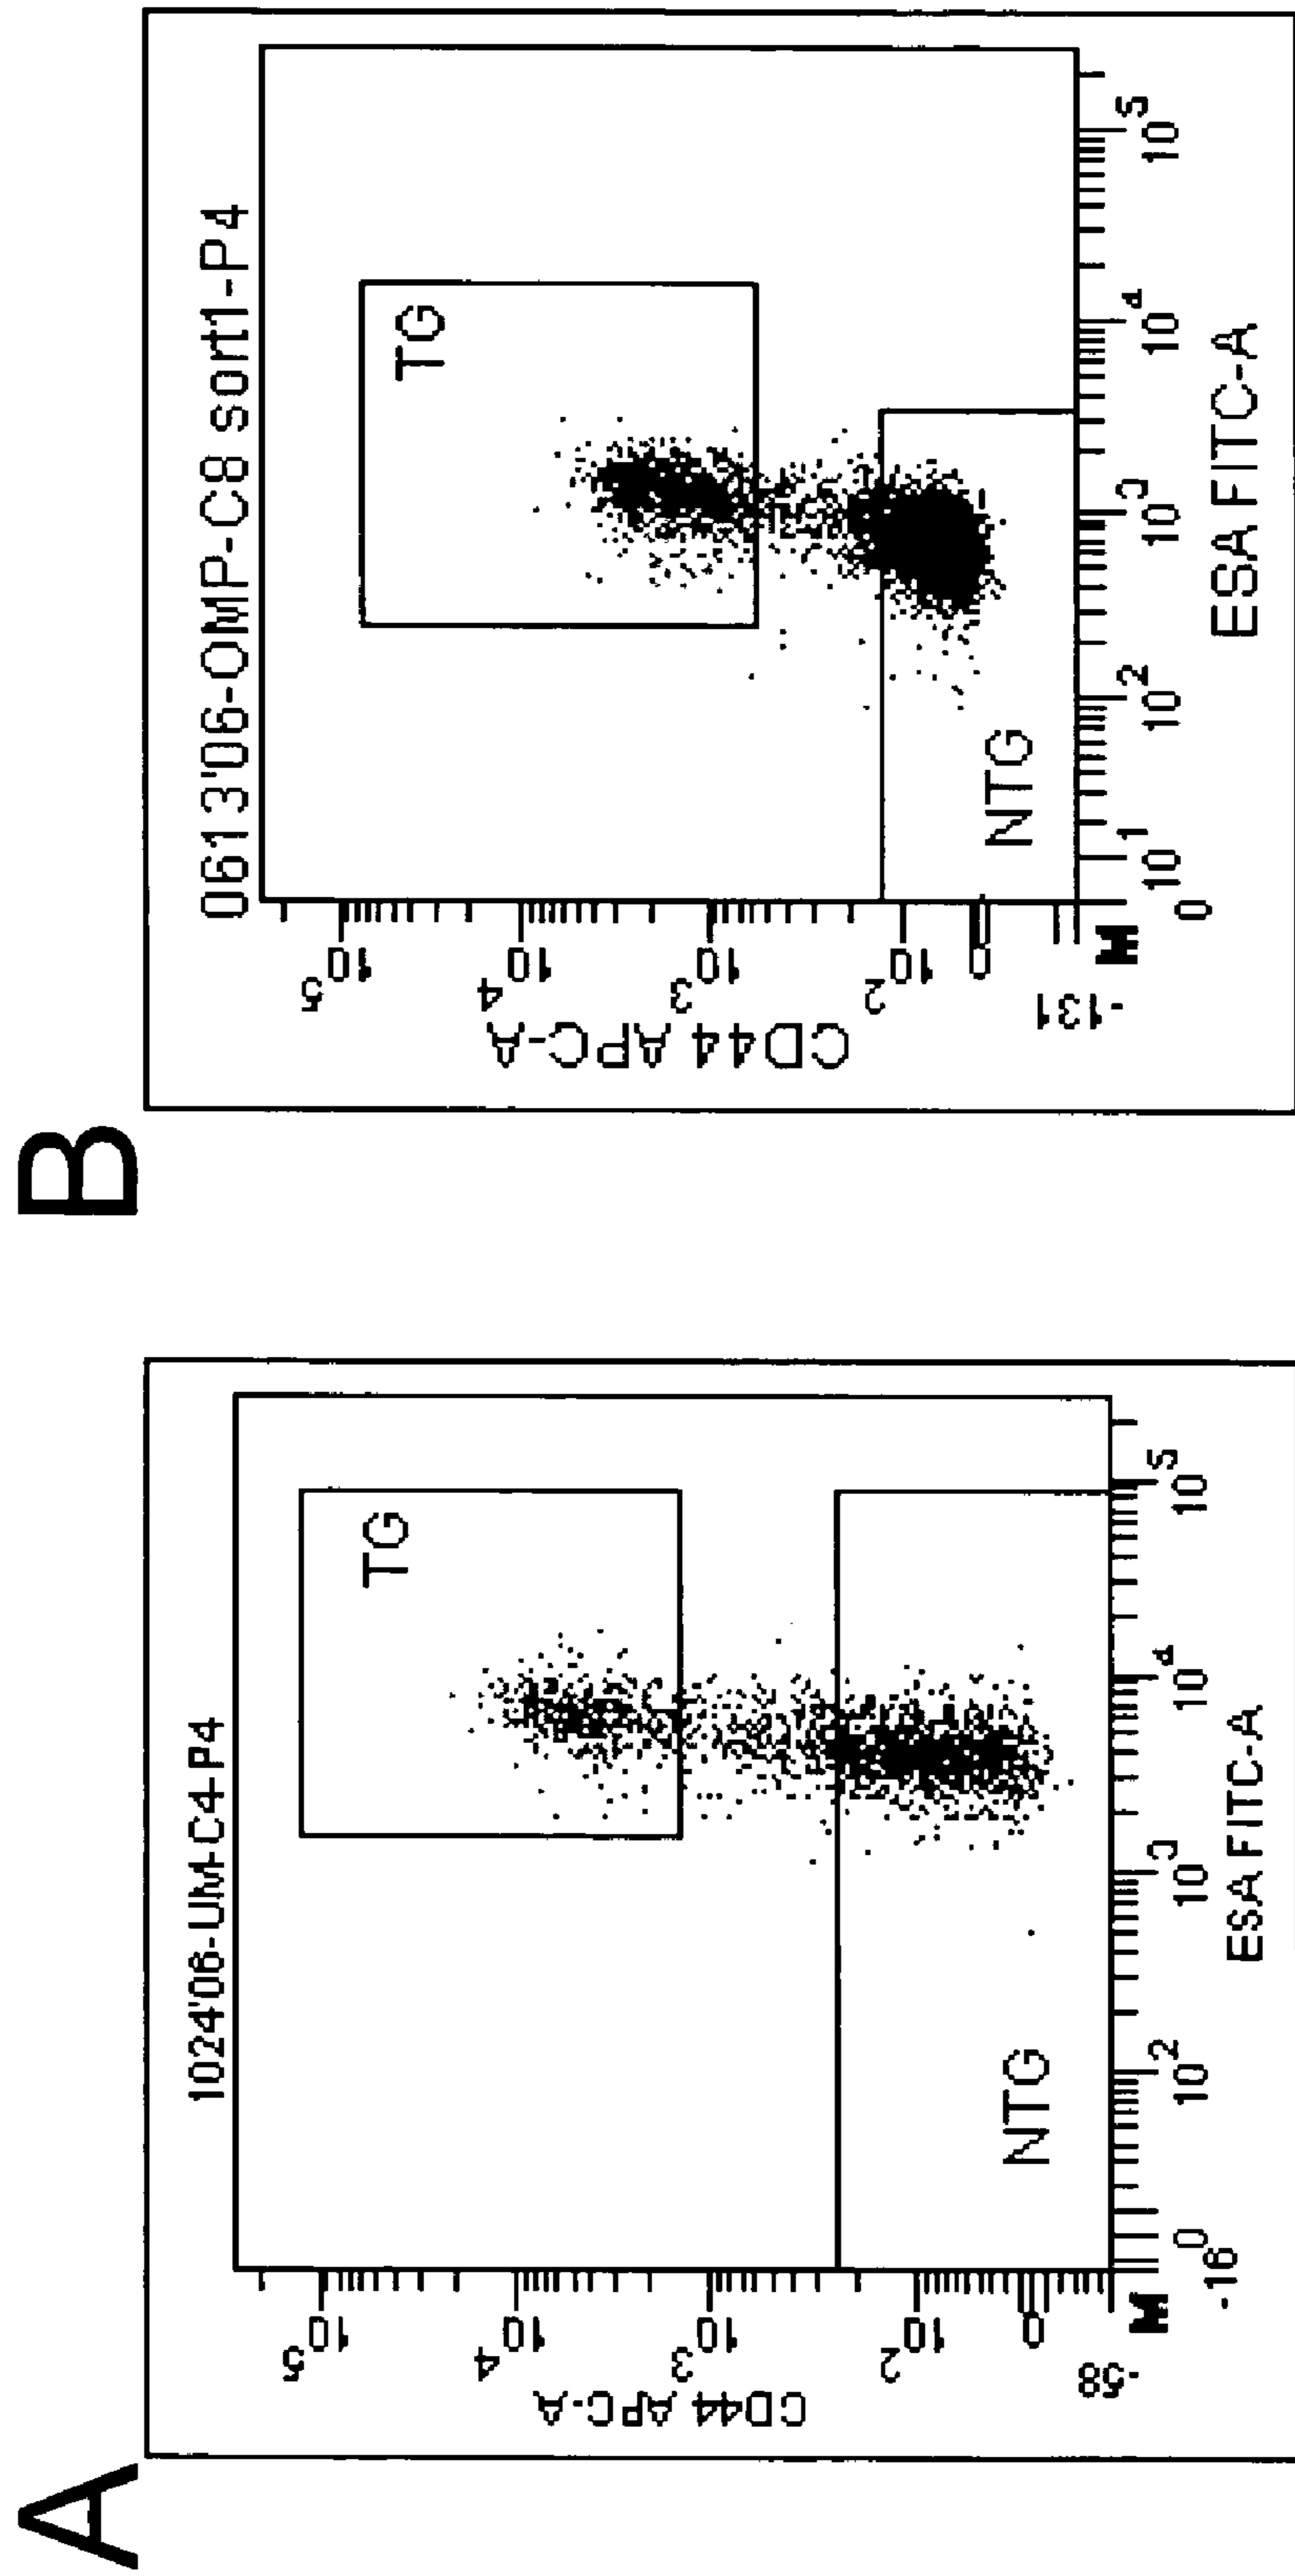 A
1024'06-UM-C4-P4
CD44 APC-A
10^5
10^4
10^3
10^2
0
-58
TG
NTG
-16 0 10^2 10^3 10^4 10^5
ESA FITC-A
B
0613'06-OMP-C8 sort1-P4
CD44 APC-A
10^5
10^4
10^3
10^2
0
-131
TG
NTG
0 10^1 10^2 10^3 10^4 10^5
ESA FITC-A